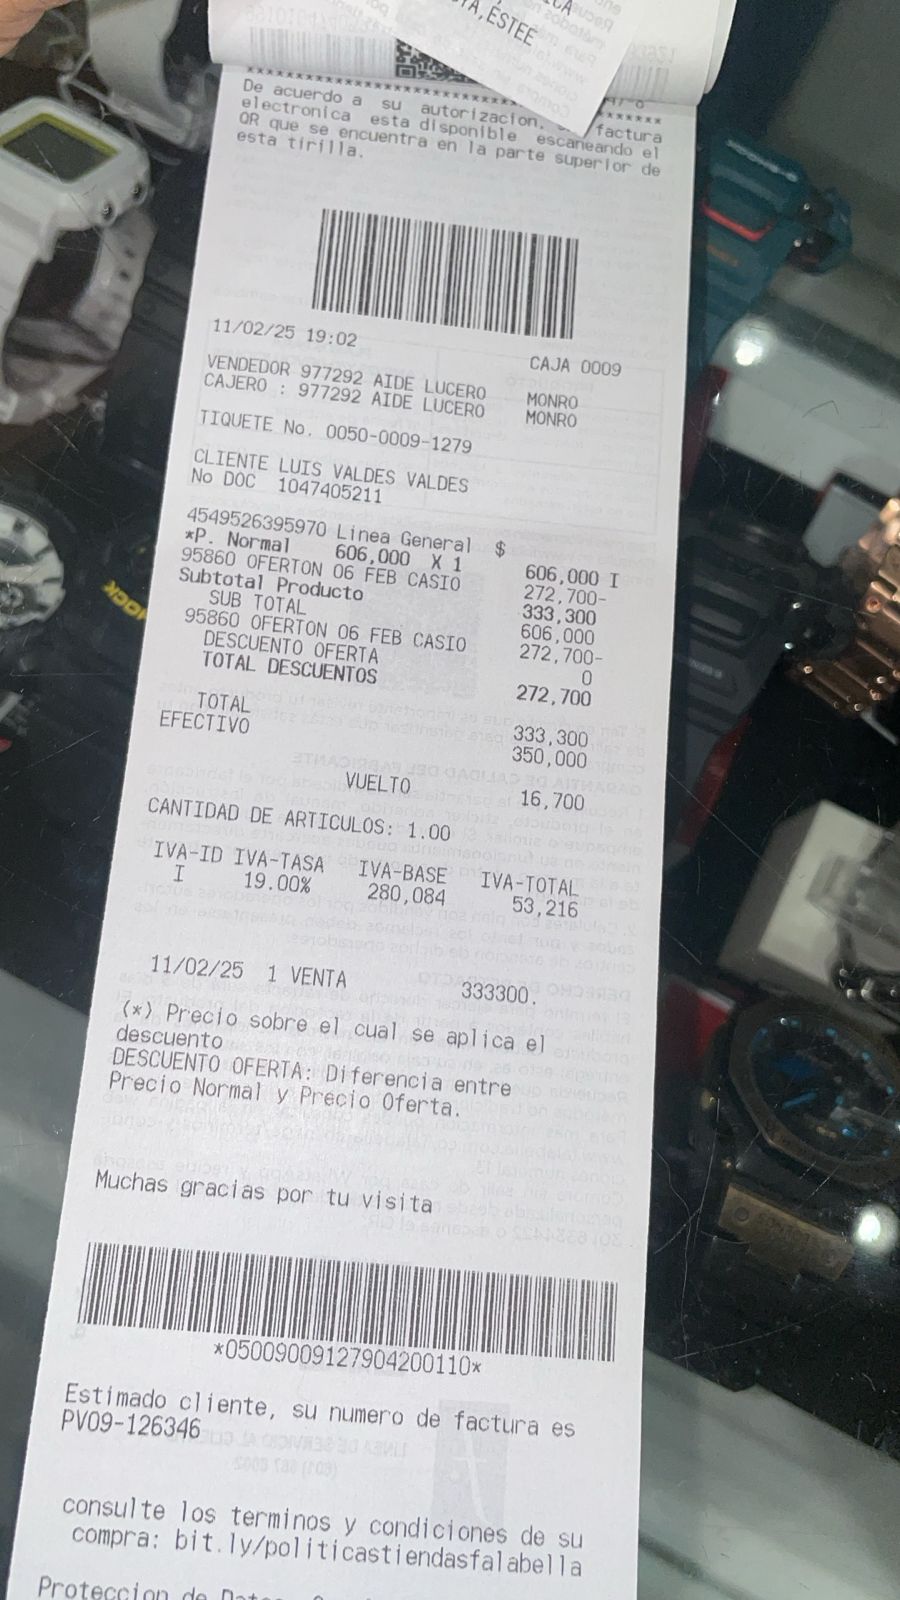 TA,ESTEE
***********************************
De acuerdo a su autorizacion, factura
electronica esta disponible escaneando el
QR que se encuentra en la parte superior de
esta tirilla.
11/02/25 19:02 CAJA 0009
VENDEDOR 977292 AIDE LUCERO MONRO
CAJERO : 977292 AIDE LUCERO MONRO
TIQUETE No. 0050-0009-1279
CLIENTE LUIS VALDES VALDES
No DOC 1047405211
4549526395970 Linea General $ 606,000 I
*P. Normal 606,000 X 1
95860 OFERTON 06 FEB CASIO 272,700-
Subtotal Producto 333,300
SUB TOTAL 606,000
95860 OFERTON 06 FEB CASIO 272,700-
DESCUENTO OFERTA 0
TOTAL DESCUENTOS 272,700
TOTAL 333,300
EFECTIVO 350,000
VUELTO 16,700
CANTIDAD DE ARTICULOS: 1.00
IVA-ID IVA-TASA IVA-BASE IVA-TOTAL
I 19.00% 280,084 53,216
11/02/25 1 VENTA 333300.
(*) Precio sobre el cual se aplica el
descuento
DESCUENTO OFERTA: Diferencia entre
Precio Normal y Precio Oferta.
Muchas gracias por tu visita
*05009009127904200110*
Estimado cliente, su numero de factura es
PV09-126346
consulte los terminos y condiciones de su
compra: bit.ly/politicastiendasfalabella
Proteccion de